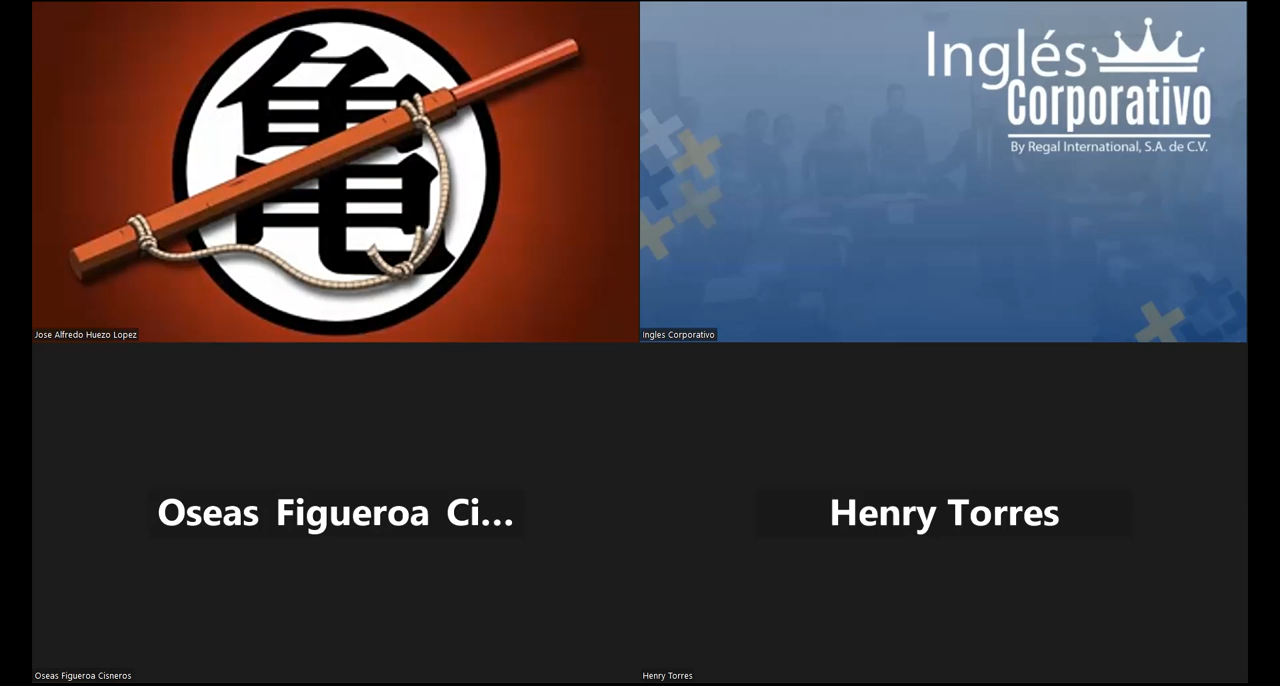 亀
Jose Alfredo Huezo Lopez
Inglés
Corporativo
By Regal International, S.A. de C.V.
Ingles Corporativo
Oseas Figueroa Ci...
Henry Torres
Oseas Figueroa Cisneros
Henry Torres